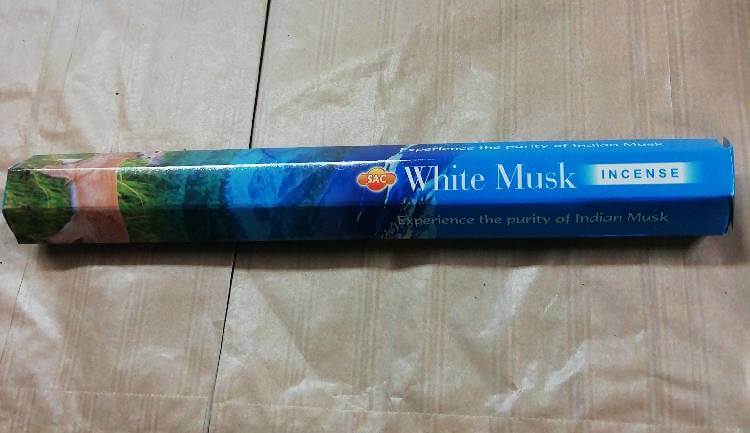 Experience the purity of Indian Musk
SAC
White Musk
INCENSE
Experience the purity of Indian Musk